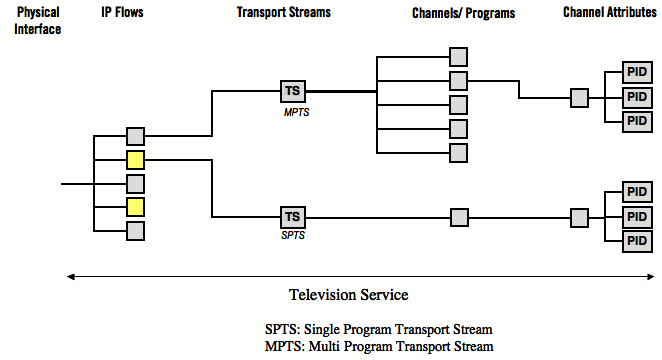 Physical Interface
IP Flows
Transport Streams
Channels/ Programs
Channel Attributes
TS
MPTS
PID
PID
PID
TS
SPTS
PID
PID
PID
Television Service
SPTS: Single Program Transport Stream
MPTS: Multi Program Transport Stream